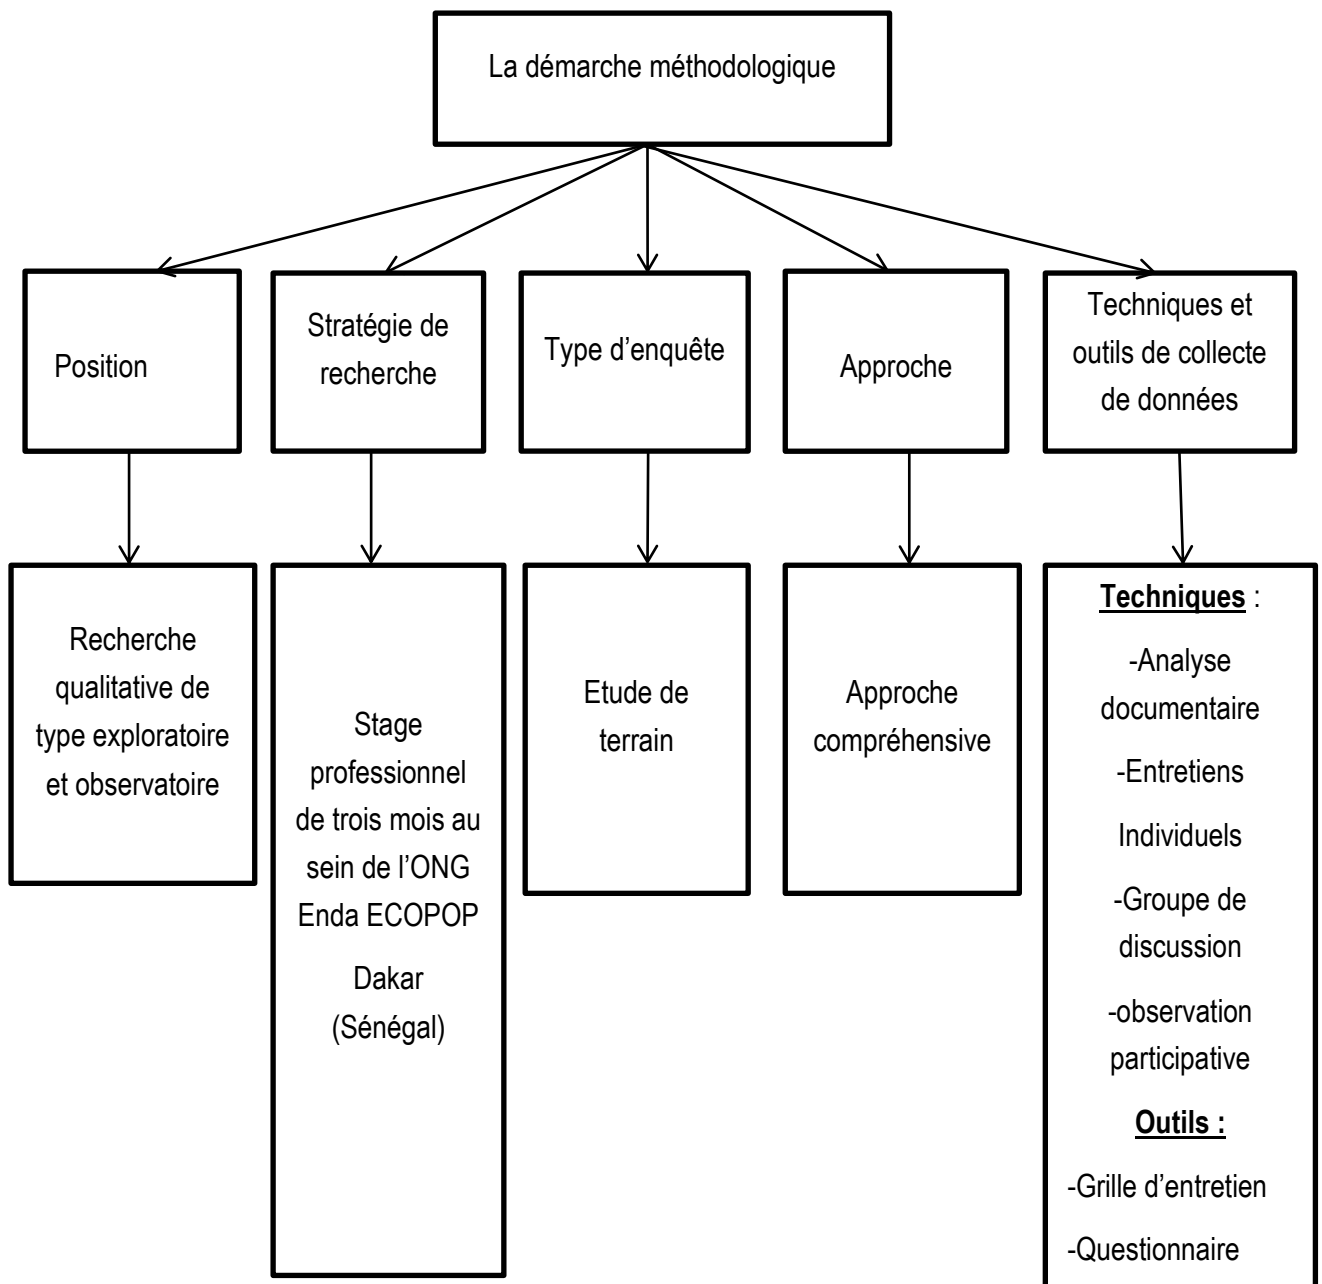 La démarche méthodologique
Position
Stratégie de
recherche
Type d’enquête
Approche
Techniques et
outils de collecte
de données
Recherche
qualitative de
type exploratoire
et observatoire
Stage
professionnel
de trois mois au
sein de l’ONG
Enda ECOPOP
Dakar
(Sénégal)
Etude de
terrain
Approche
compréhensive
Techniques :
-Analyse
documentaire
-Entretiens
Individuels
-Groupe de
discussion
-observation
participative
Outils :
-Grille d’entretien
-Questionnaire